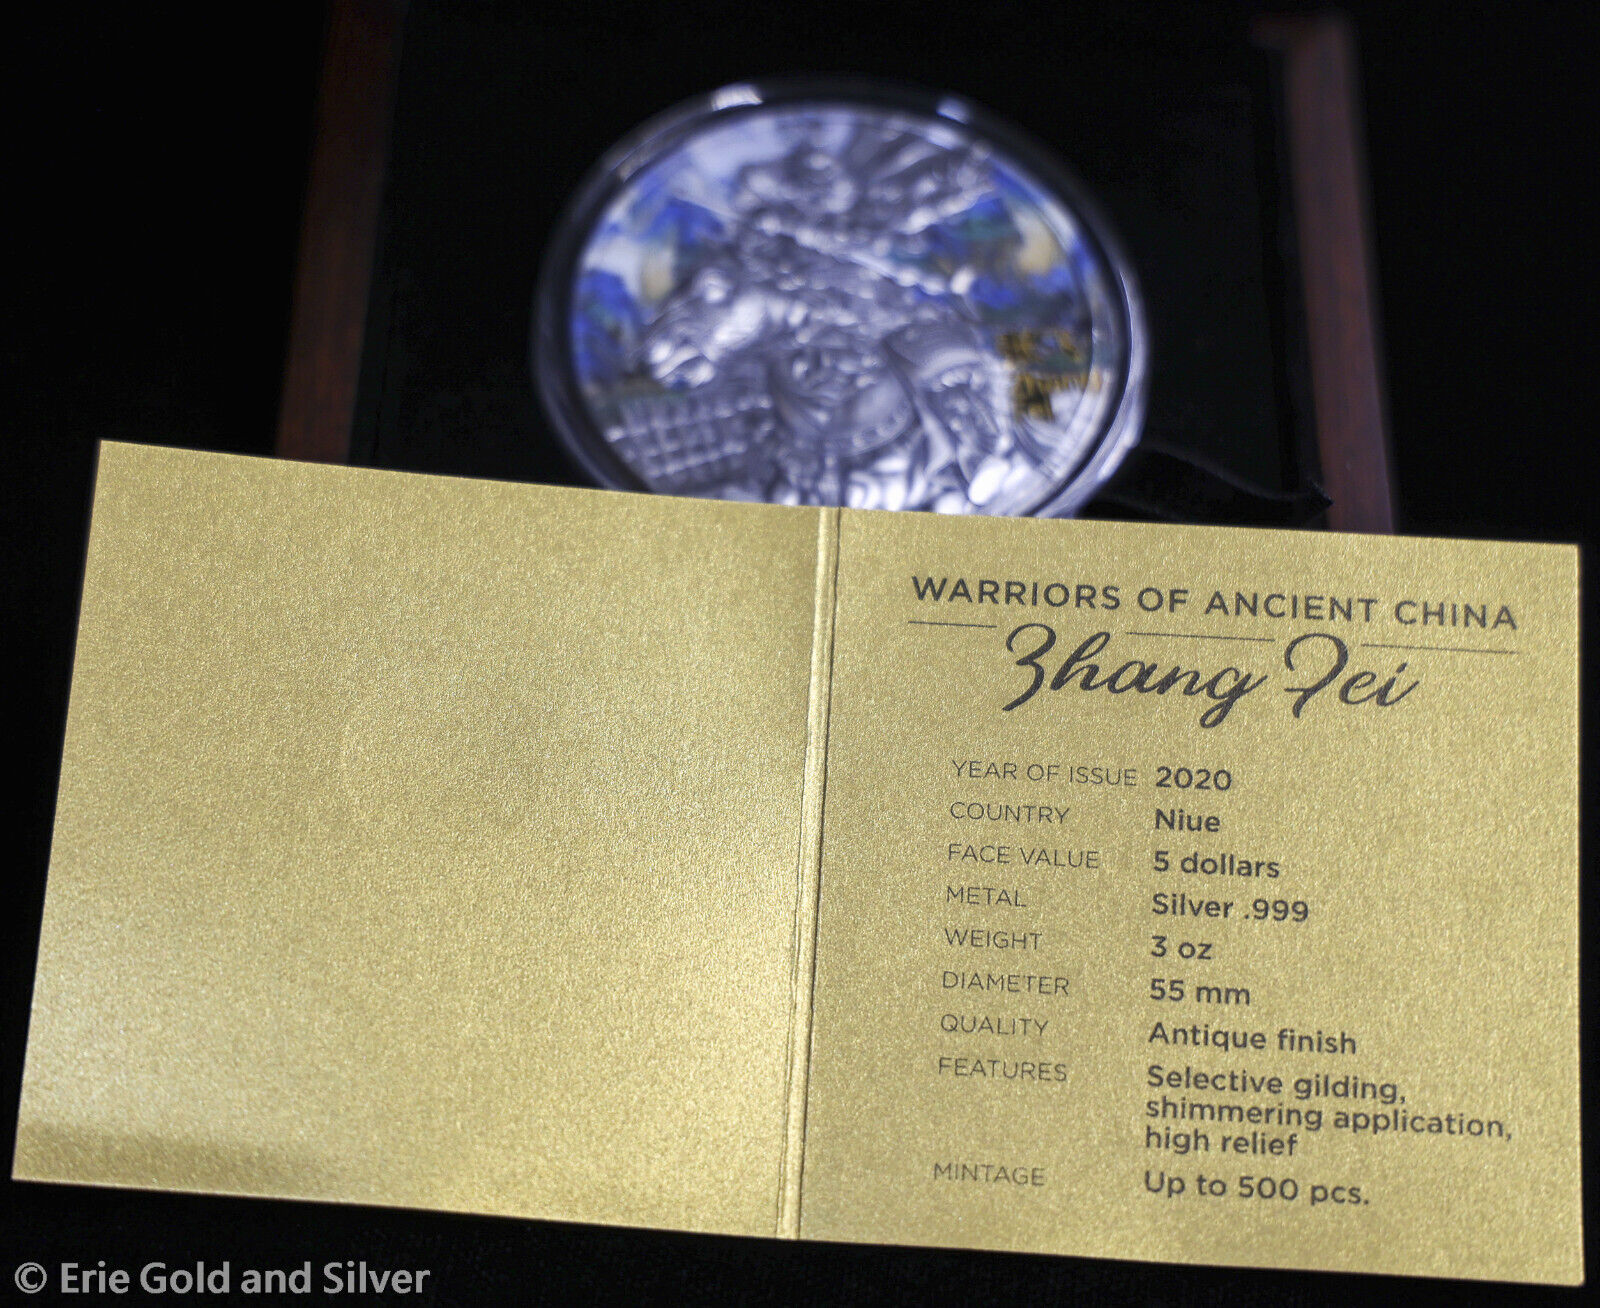 WARRIORS OF ANCIENT CHINA
Zhang Fei
YEAR OF ISSUE 2020
COUNTRY Niue
FACE VALUE 5 dollars
METAL Silver .999
WEIGHT 3 oz
DIAMETER 55 mm
QUALITY Antique finish
FEATURES Selective gilding,
shimmering application,
high relief
MINTAGE Up to 500 pcs.
© Erie Gold and Silver